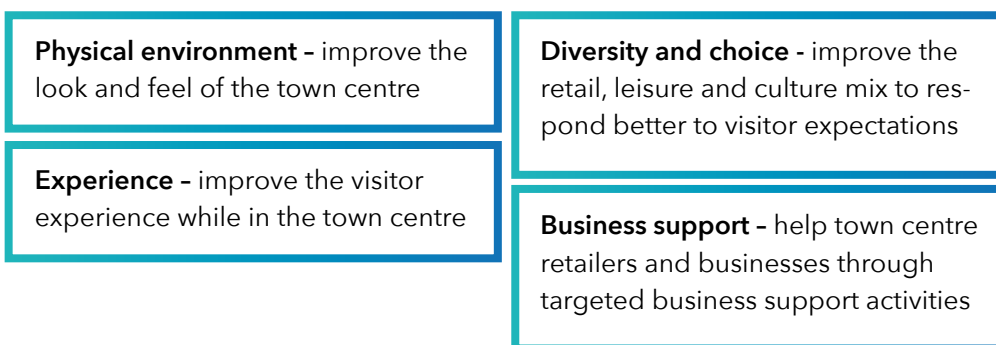 Physical environment – improve the
look and feel of the town centre
Experience – improve the visitor
experience while in the town centre
Diversity and choice - improve the
retail, leisure and culture mix to res-
pond better to visitor expectations
Business support – help town centre
retailers and businesses through
targeted business support activities